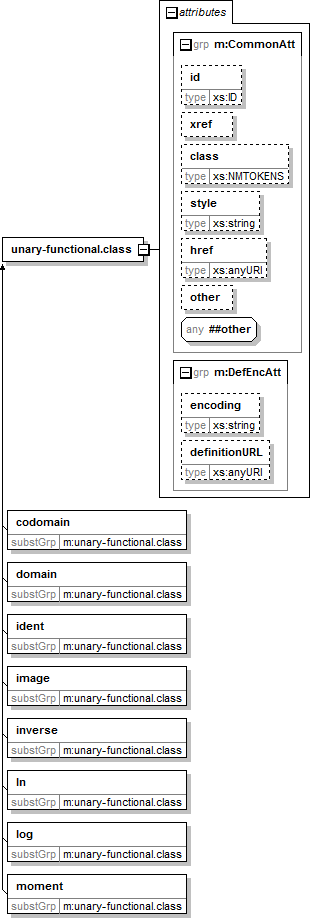 attributes
grp m:CommonAtt
id
type xs:ID
xref
class
type xs:NMTOKENS
style
type xs:string
href
type xs:anyURI
other
any ##other
unary-functional.class
grp m:DefEncAtt
encoding
type xs:string
definitionURL
type xs:anyURI
codomain
substGrp m:unary-functional.class
domain
substGrp m:unary-functional.class
ident
substGrp m:unary-functional.class
image
substGrp m:unary-functional.class
inverse
substGrp m:unary-functional.class
ln
substGrp m:unary-functional.class
log
substGrp m:unary-functional.class
moment
substGrp m:unary-functional.class